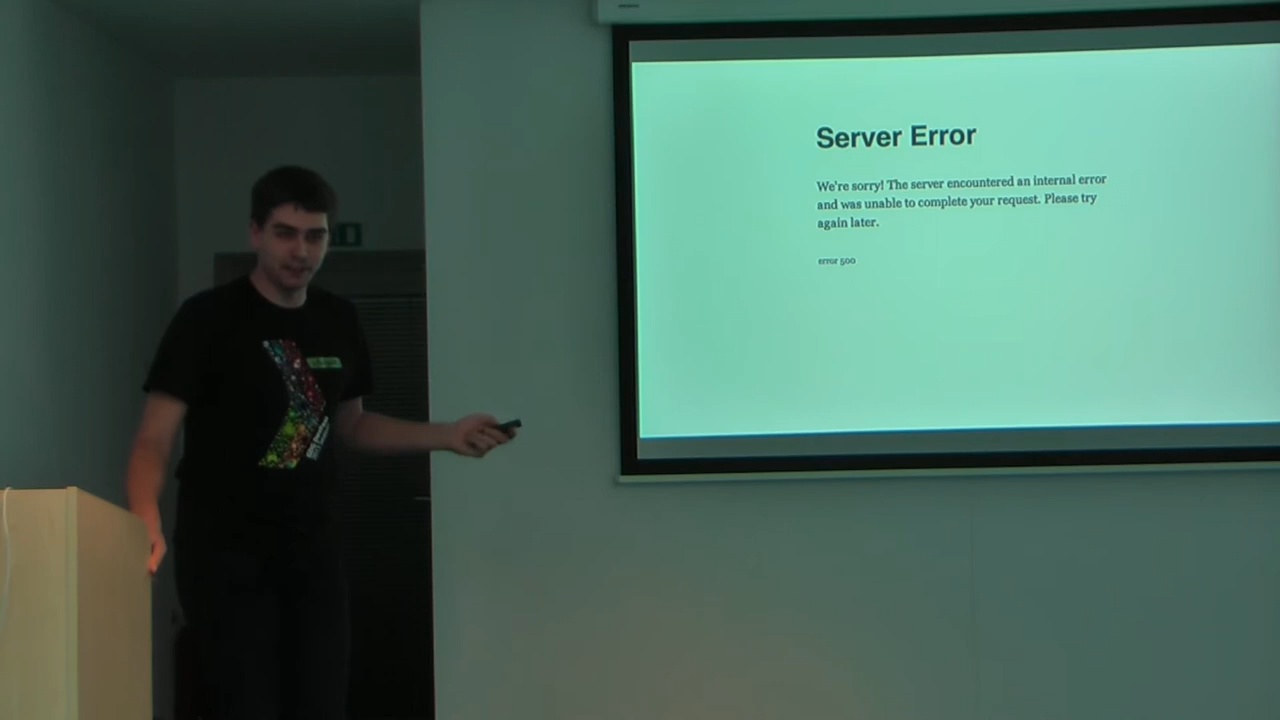 Server Error
We're sorry! The server encountered an internal error
and was unable to complete your request. Please try
again later.
error 500